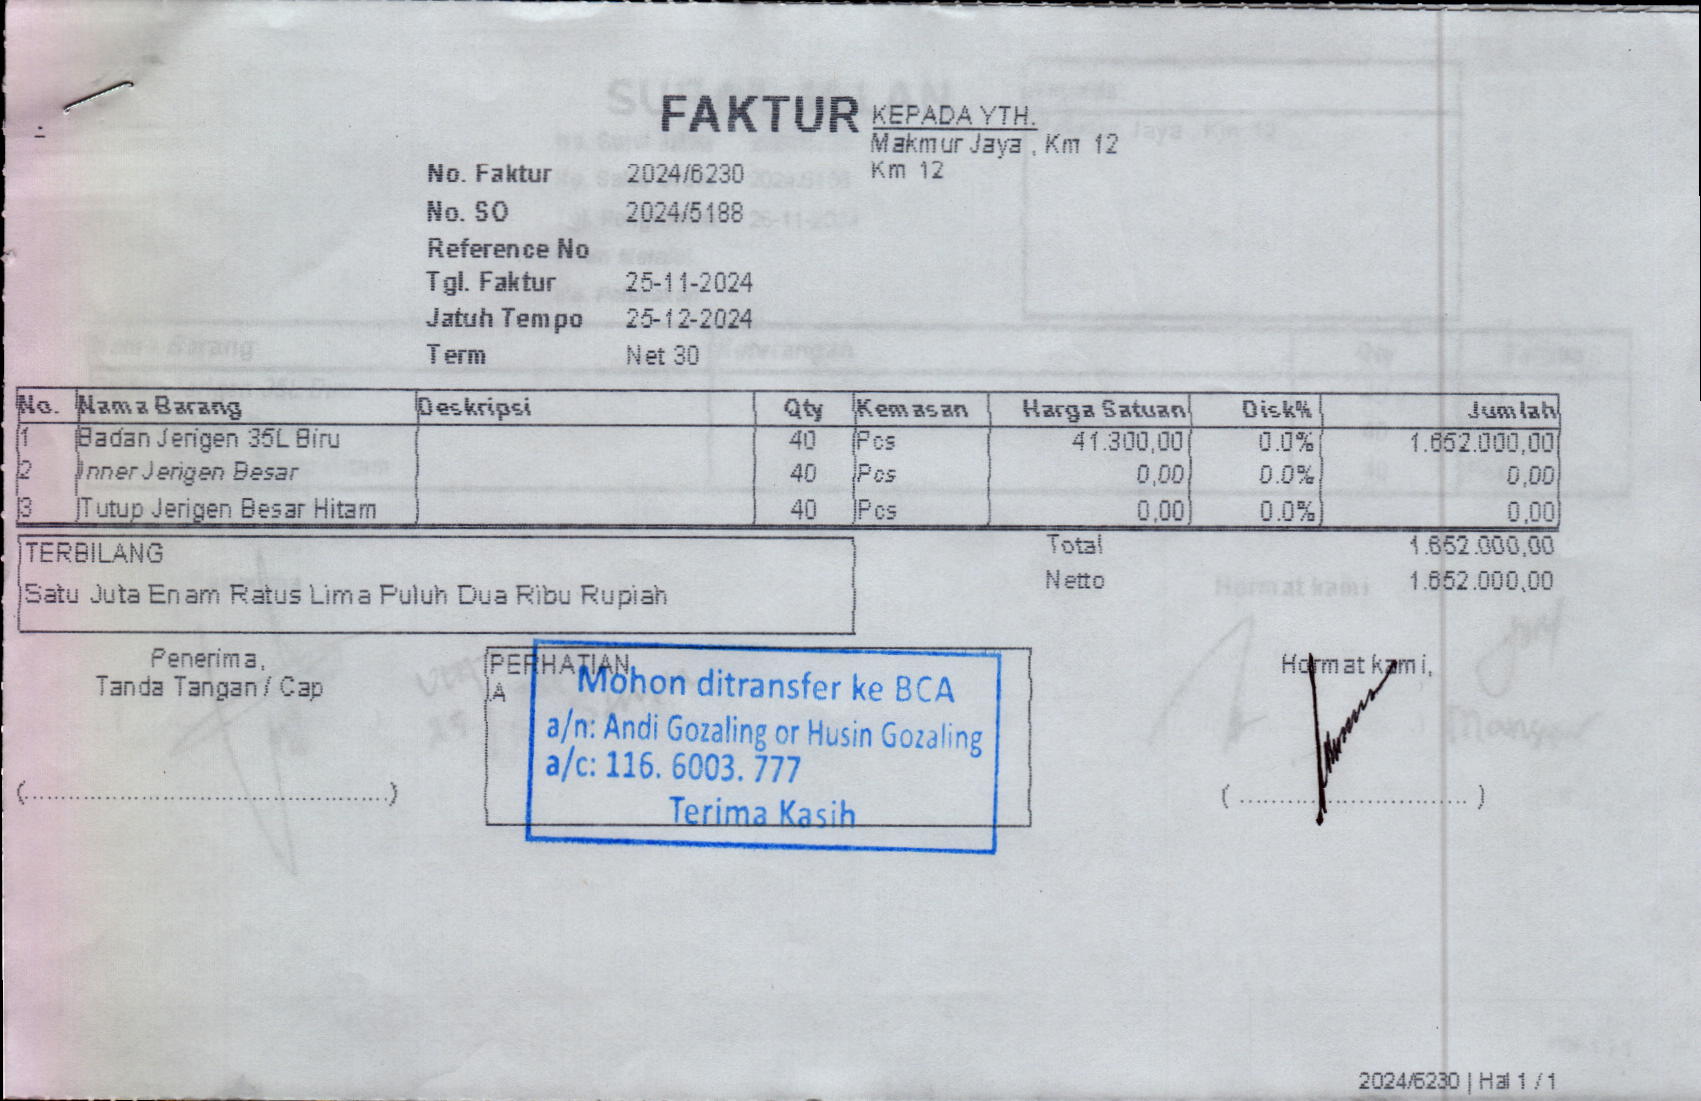 FAKTUR
KEPADA YTH.
Makmur Jaya , Km 12
Km 12
No. Faktur 2024/6230
No. SO 2024/5188
Reference No
Tgl. Faktur 25-11-2024
Jatuh Tempo 25-12-2024
Term Net 30
No. Nama Barang Deskripsi Qty Kemasan Harga Satuan Disk% Jumlah
1 Badan Jerigen 35L Biru 40 Pcs 41.300,00 0.0% 1.652.000,00
2 Inner Jerigen Besar 40 Pcs 0,00 0.0% 0,00
3 Tutup Jerigen Besar Hitam 40 Pcs 0,00 0.0% 0,00
Total 1.652.000,00
Netto 1.652.000,00
TERBILANG
Satu Juta Enam Ratus Lima Puluh Dua Ribu Rupiah
Penerima,
Tanda Tangan / Cap
(................................................)
PERHATIAN
A
Mohon ditransfer ke BCA
a/n: Andi Gozaling or Husin Gozaling
a/c: 116. 6003. 777
Terima Kasih
Hormat kami,
( ............................. )
2024/6230 | Hal 1 / 1